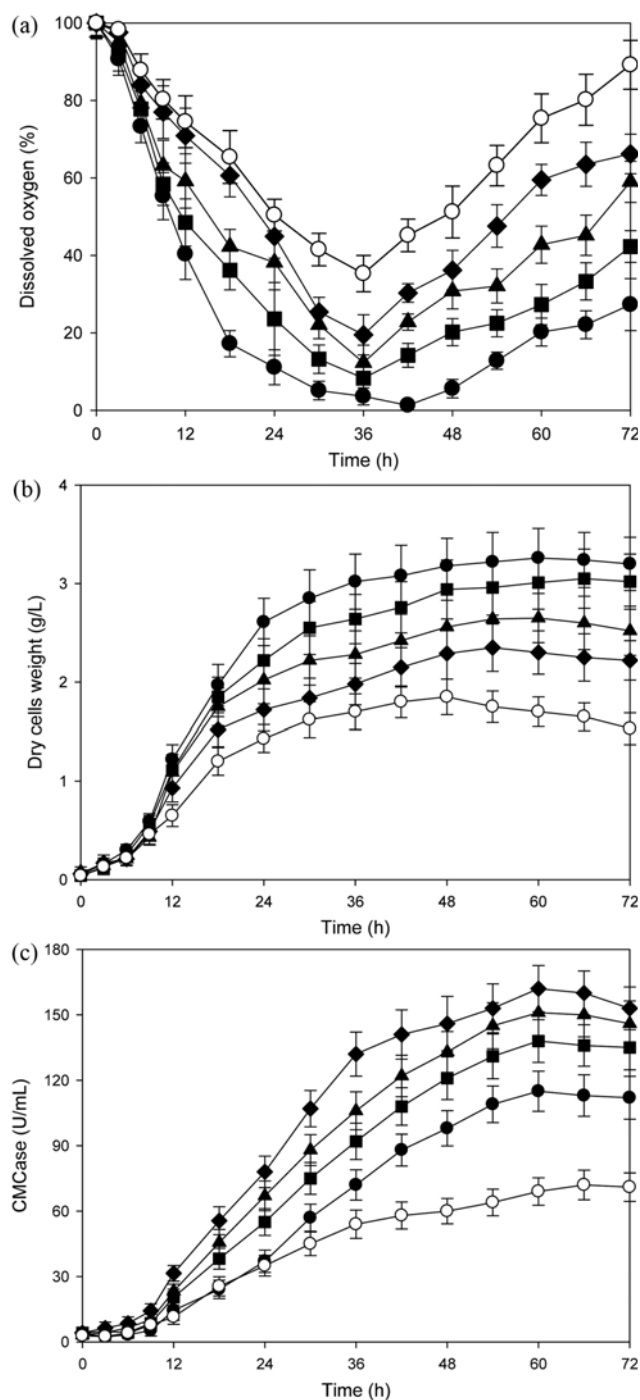 (a)
100
80
60
40
20
0
Dissolved oxygen (%)
0 12 24 36 48 60 72
Time (h)
(b)
4
3
2
1
0
Dry cells weight (g/L)
0 12 24 36 48 60 72
Time (h)
(c)
180
150
120
90
60
30
0
CMCase (U/mL)
0 12 24 36 48 60 72
Time (h)